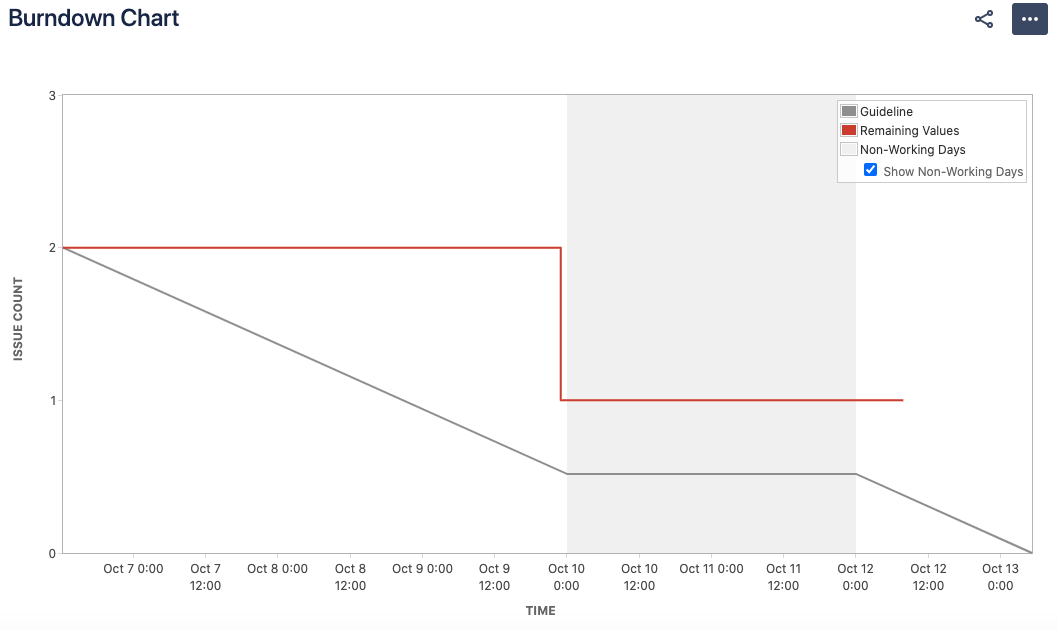 Burndown Chart
3
Guideline
Remaining Values
Non-Working Days
Show Non-Working Days
2
ISSUE COUNT
1
0
Oct 7 0:00
Oct 7
12:00
Oct 8 0:00
Oct 8
12:00
Oct 9 0:00
Oct 9
12:00
Oct 10
0:00
Oct 10
12:00
Oct 11 0:00
Oct 11
12:00
Oct 12
0:00
Oct 12
12:00
Oct 13
0:00
TIME